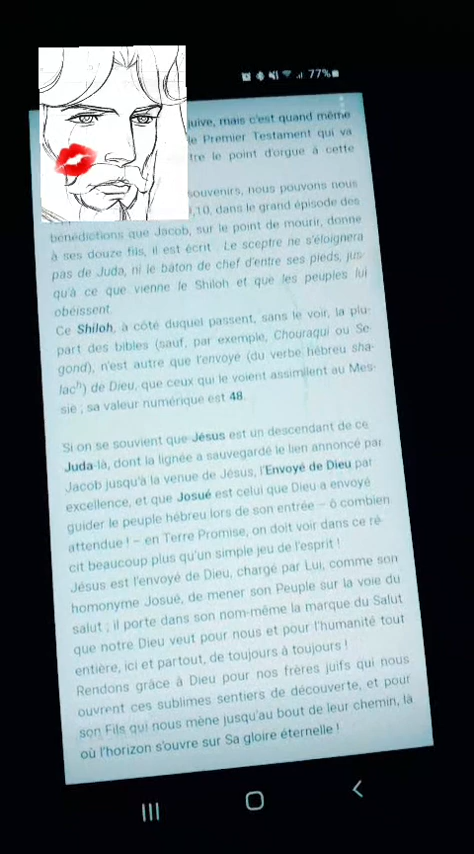 77%
juive, mais c'est quand même
le Premier Testament qui va
tre le point d'orgue à cette
souvenirs, nous pouvons nous
,10, dans le grand épisode des
bénédictions que Jacob, sur le point de mourir, donne
à ses douze fils, il est écrit : Le sceptre ne s'éloignera
pas de Juda, ni le bâton de chef d'entre ses pieds, jus-
qu'à ce que vienne le Shiloh et que les peuples lui
obéissent.
Ce Shiloh, à côté duquel passent, sans le voir, la plu-
part des bibles (sauf, par exemple, Chouraqui ou Se-
gond), n'est autre que l'envoyé (du verbe hébreu sha-
lach) de Dieu, que ceux qui le voient assimilent au Mes-
sie ; sa valeur numérique est 48.
Si on se souvient que Jésus est un descendant de ce
Juda-là, dont la lignée a sauvegardé le lien annoncé par
Jacob jusqu'à la venue de Jésus, l'Envoyé de Dieu par
excellence, et que Josué est celui que Dieu a envoyé
guider le peuple hébreu lors de son entrée – ô combien
attendue ! – en Terre Promise, on doit voir dans ce ré-
cit beaucoup plus qu'un simple jeu de l'esprit !
Jésus est l'envoyé de Dieu, chargé par Lui, comme son
homonyme Josué, de mener son Peuple sur la voie du
salut ; il porte dans son nom-même la marque du Salut
que notre Dieu veut pour nous et pour l'humanité tout
entière, ici et partout, de toujours à toujours !
Rendons grâce à Dieu pour nos frères juifs qui nous
ouvrent ces sublimes sentiers de découverte, et pour
son Fils qui nous mène jusqu'au bout de leur chemin, là
où l'horizon s'ouvre sur Sa gloire éternelle !